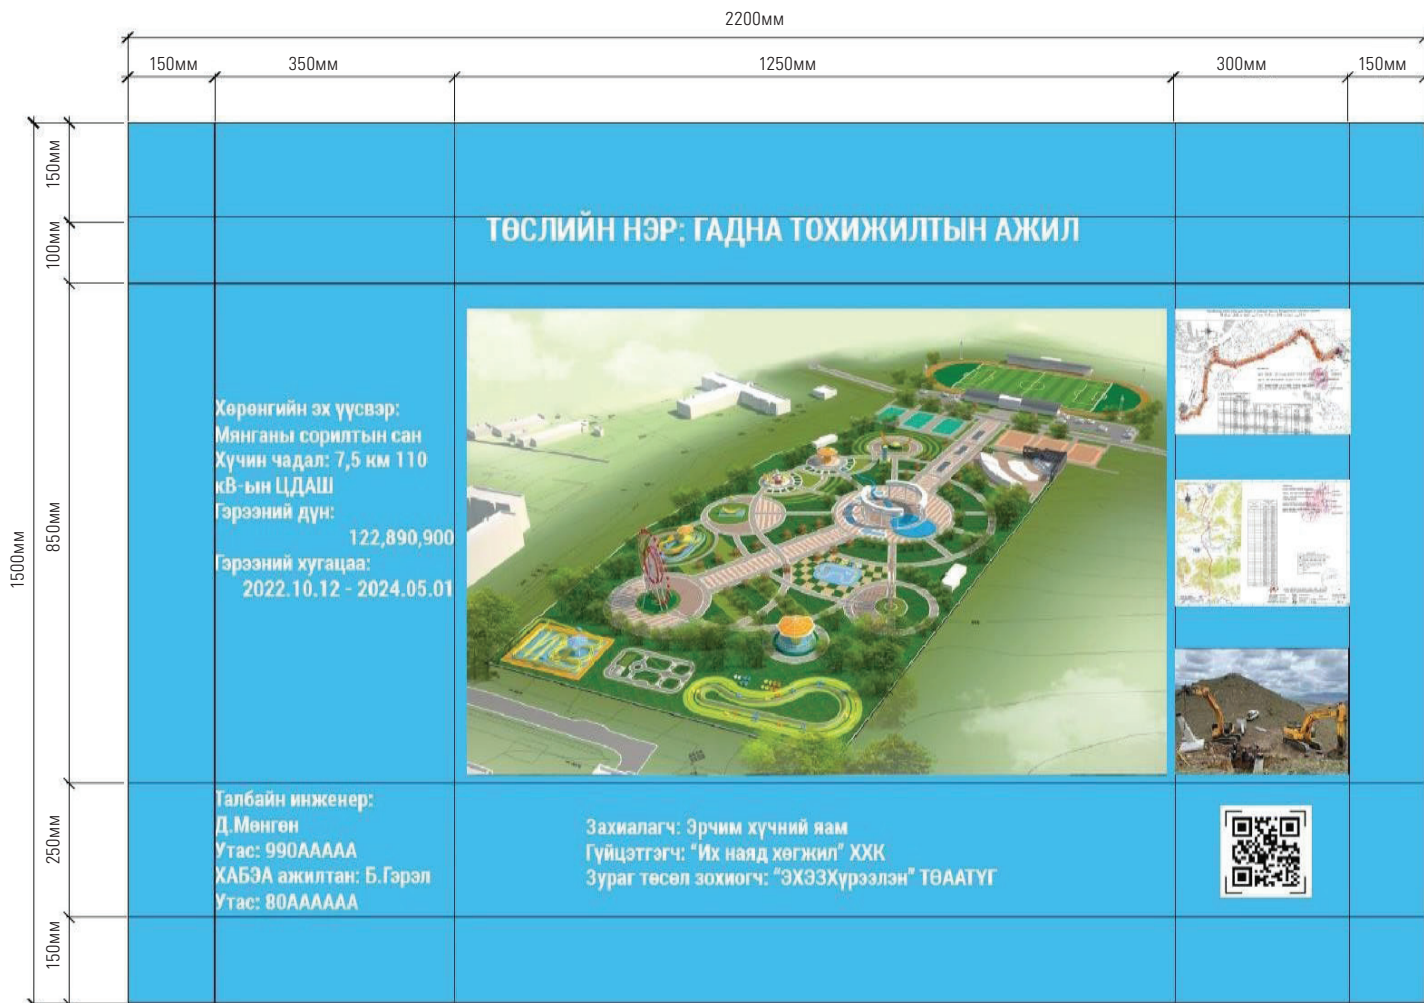 2200мм
150мм 350мм 1250мм 300мм 150мм
1500мм
150мм
1000мм
850мм
250мм
150мм
ТӨСЛИЙН НЭР: ГАДНА ТОХИЖИЛТЫН АЖИЛ
Хөрөнгийн эх үүсвэр:
Мянганы сорилтын сан
Хүчин чадал: 7,5 км 110
кВ-ын ЦДАШ
Гэрээний дүн:
122,890,900
Гэрээний хугацаа:
2022.10.12 - 2024.05.01
Талбайн инженер:
Д.Мөнгөн
Утас: 990ААААА
ХАБЭА ажилтан: Б.Гэрэл
Утас: 80АААААА
Захиалагч: Эрчим хүчний яам
Гүйцэтгэгч: "Их наяд хөгжил" ХХК
Зураг төсөл зохиогч: "ЭХЭЗХүрээлэн" ТӨААТҮГ